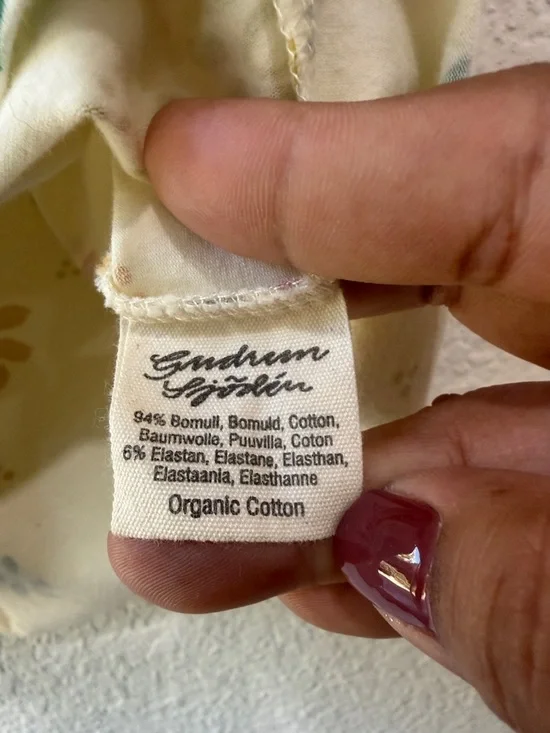 Gudrun
Sjödén
94% Bomull, Bomuld, Cotton,
Baumwolle, Puuvilla, Coton
6% Elastan, Elastane, Elasthan,
Elastaania, Elasthanne
Organic Cotton